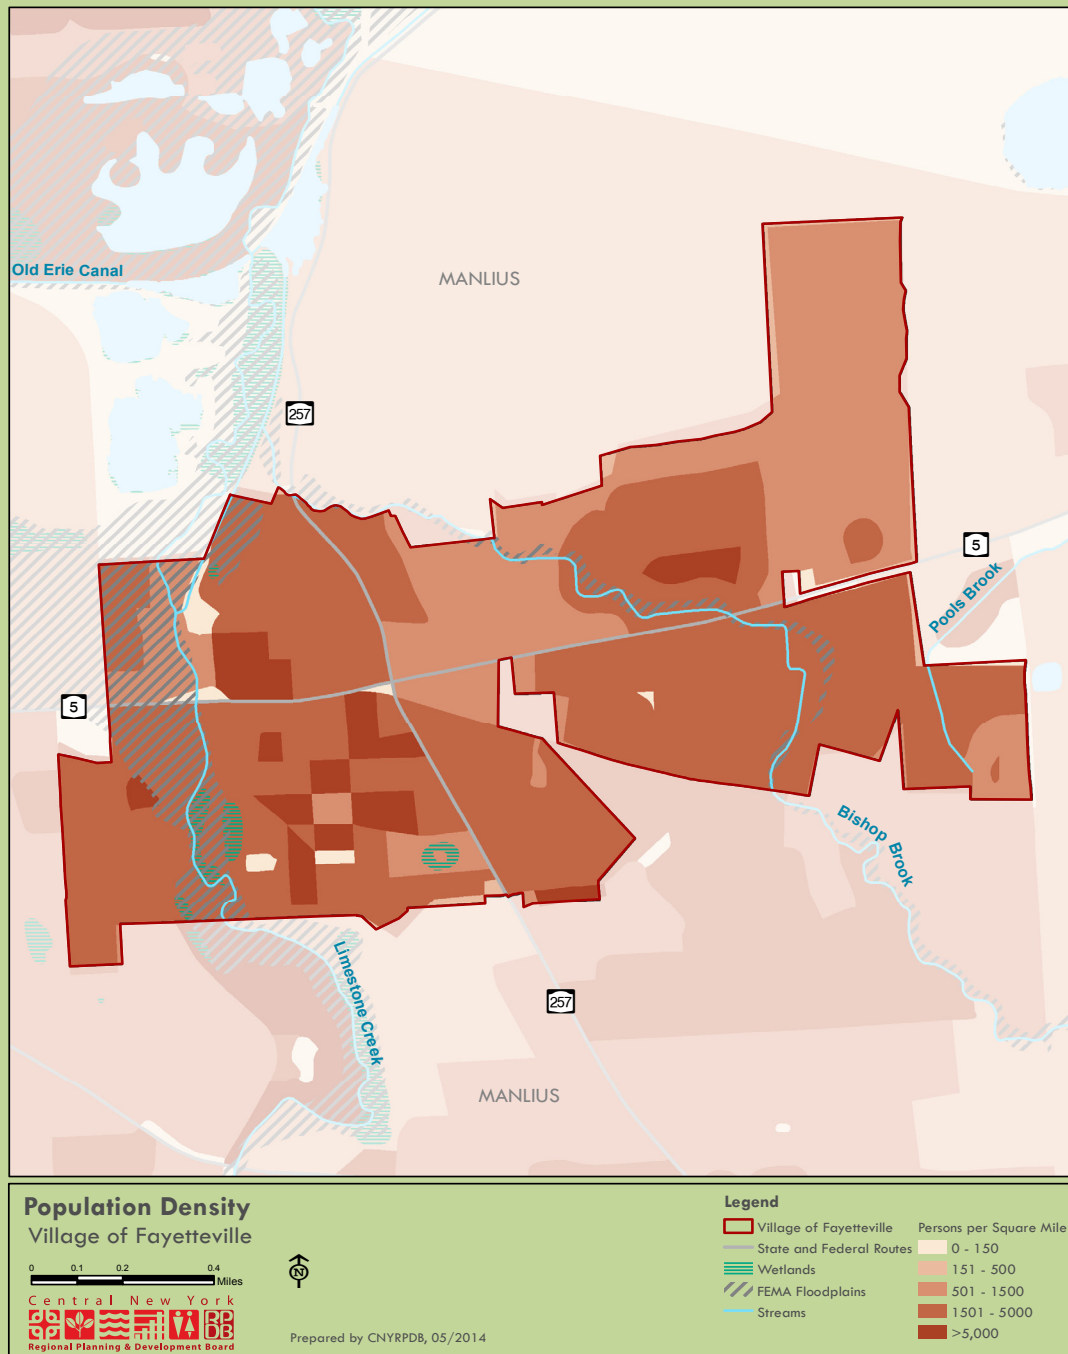 Old Erie Canal
MANLIUS
257
5
Pools Brook
5
Bishop Brook
Limestone Creek
257
MANLIUS
Population Density
Village of Fayetteville
0 0.1 0.2 0.4
Miles
Central New York
RP
DB
Regional Planning & Development Board
N
Prepared by CNYRPDB, 05/2014
Legend
Village of Fayetteville
State and Federal Routes
Wetlands
FEMA Floodplains
Streams
Persons per Square Mile
0 - 150
151 - 500
501 - 1500
1501 - 5000
>5,000